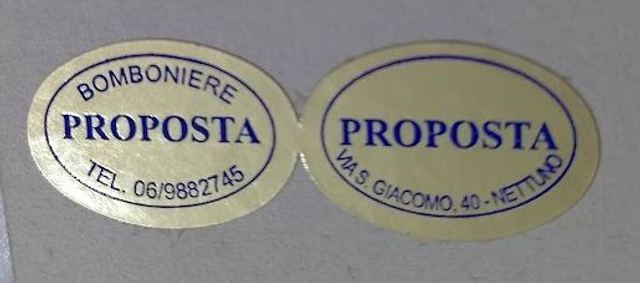 BOMBONIERE
PROPOSTA
TEL. 06/9882745
PROPOSTA
VIA S. GIACOMO, 40 - NETTUNO